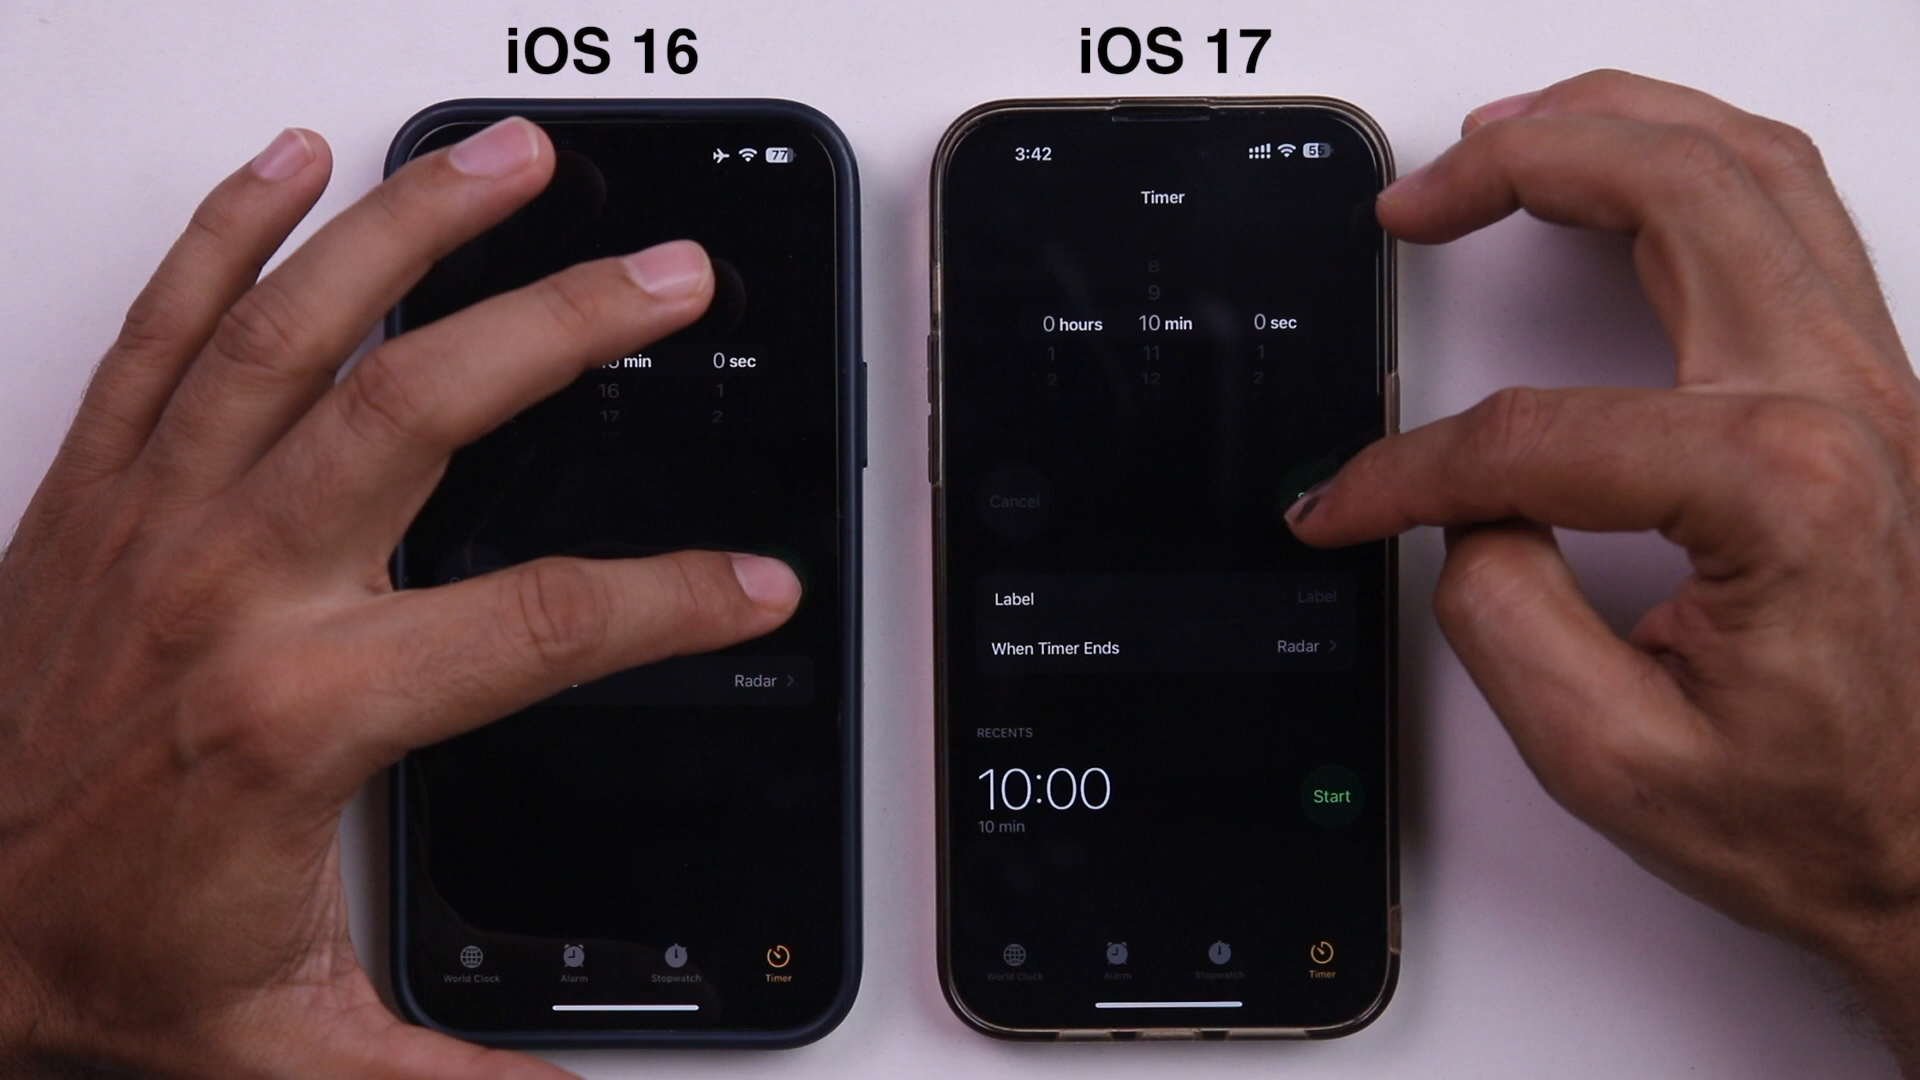 iOS 16
iOS 17
77
min
0 sec
16
1
17
2
Radar
World Clock
Alarm
Stopwatch
Timer
3:42
Timer
8
9
0 hours
10 min
0 sec
1
11
1
2
12
2
Cancel
Label
Label
When Timer Ends
Radar
RECENTS
10:00
Start
10 min
World Clock
Alarm
Stopwatch
Timer